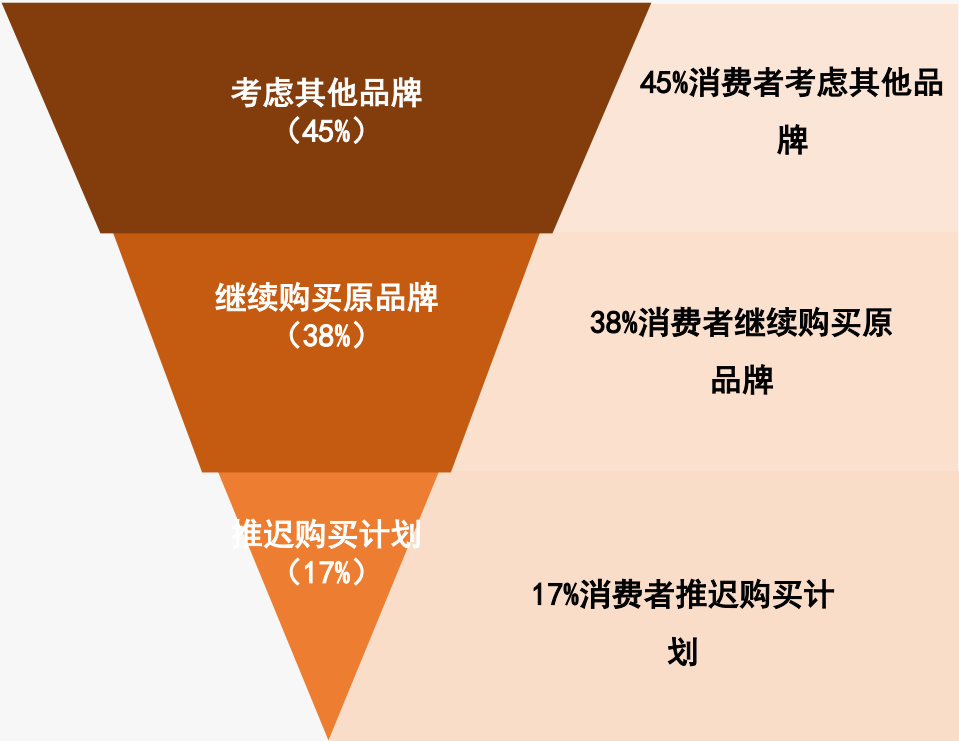 考虑其他品牌
（45%）
45%消费者考虑其他品
牌
继续购买原品牌
（38%）
38%消费者继续购买原
品牌
推迟购买计划
（17%）
17%消费者推迟购买计
划